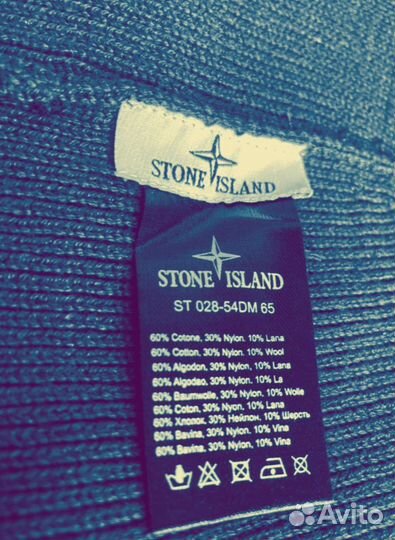 STONE ISLAND
STONE ISLAND
ST 028-54DM 65
60% Cotone, 30% Nylon. 10% Lana
60% Cotton, 30% Nylon. 10% Wool
60% Algodon, 30% Nylon. 10% Lana
60% Algodao, 30% Nylon. 10% La
60% Baumwolle, 30% Nylon. 10% Wolle
60% Coton, 30% Nylon. 10% Lana
60% Хлопок, 30% Нейлон. 10% Шерсть
60% Bavina, 30% Nylon. 10% Vina
60% Bavina, 30% Nylon. 10% Vina
Avito